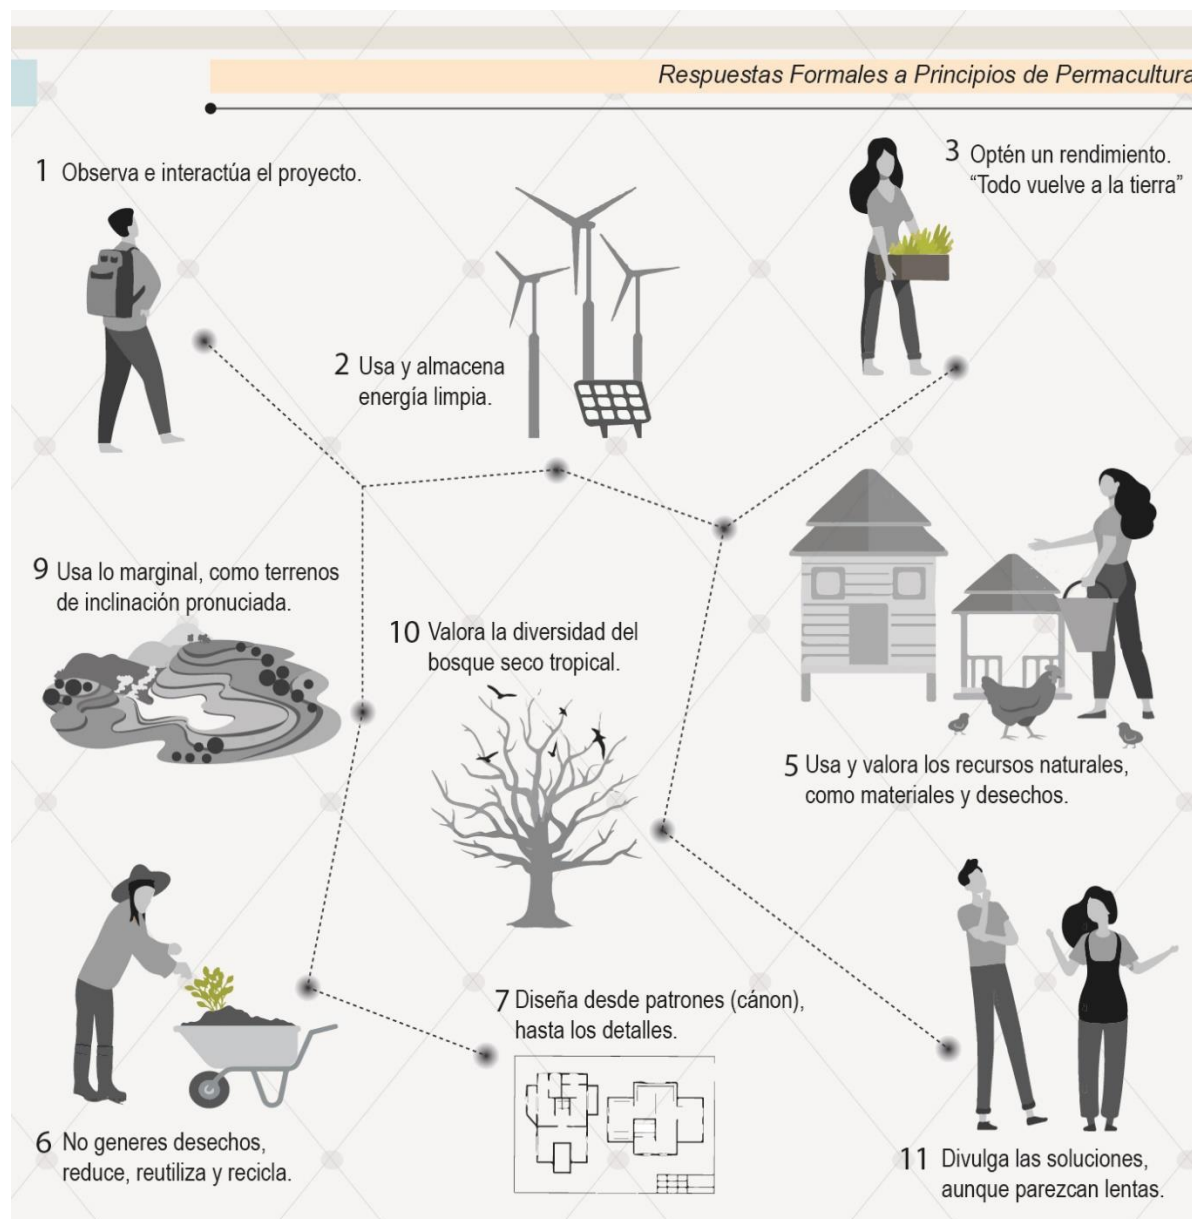 Respuestas Formales a Principios de Permacultura
1 Observa e interactúa el proyecto.
3 Optén un rendimiento.
“Todo vuelve a la tierra”
2 Usa y almacena
energía limpia.
9 Usa lo marginal, como terrenos
de inclinación pronuciada.
10 Valora la diversidad del
bosque seco tropical.
5 Usa y valora los recursos naturales,
como materiales y desechos.
7 Diseña desde patrones (cánon),
hasta los detalles.
6 No generes desechos,
reduce, reutiliza y recicla.
11 Divulga las soluciones,
aunque parezcan lentas.